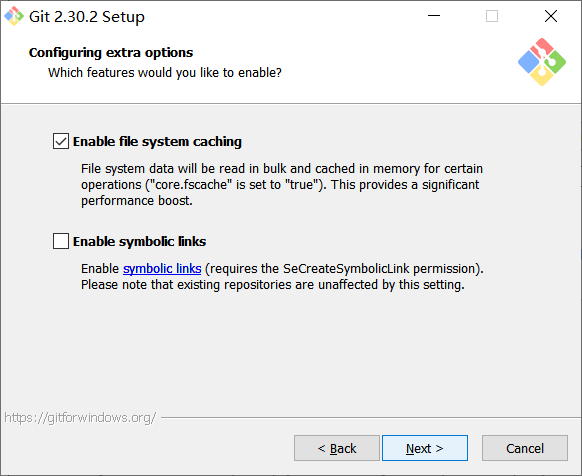 Git 2.30.2 Setup
Configuring extra options
Which features would you like to enable?
Enable file system caching
File system data will be read in bulk and cached in memory for certain
operations ("core.fscache" is set to "true"). This provides a significant
performance boost.
Enable symbolic links
Enable symbolic links (requires the SeCreateSymbolicLink permission).
Please note that existing repositories are unaffected by this setting.
https://gitforwindows.org/
< Back
Next >
Cancel